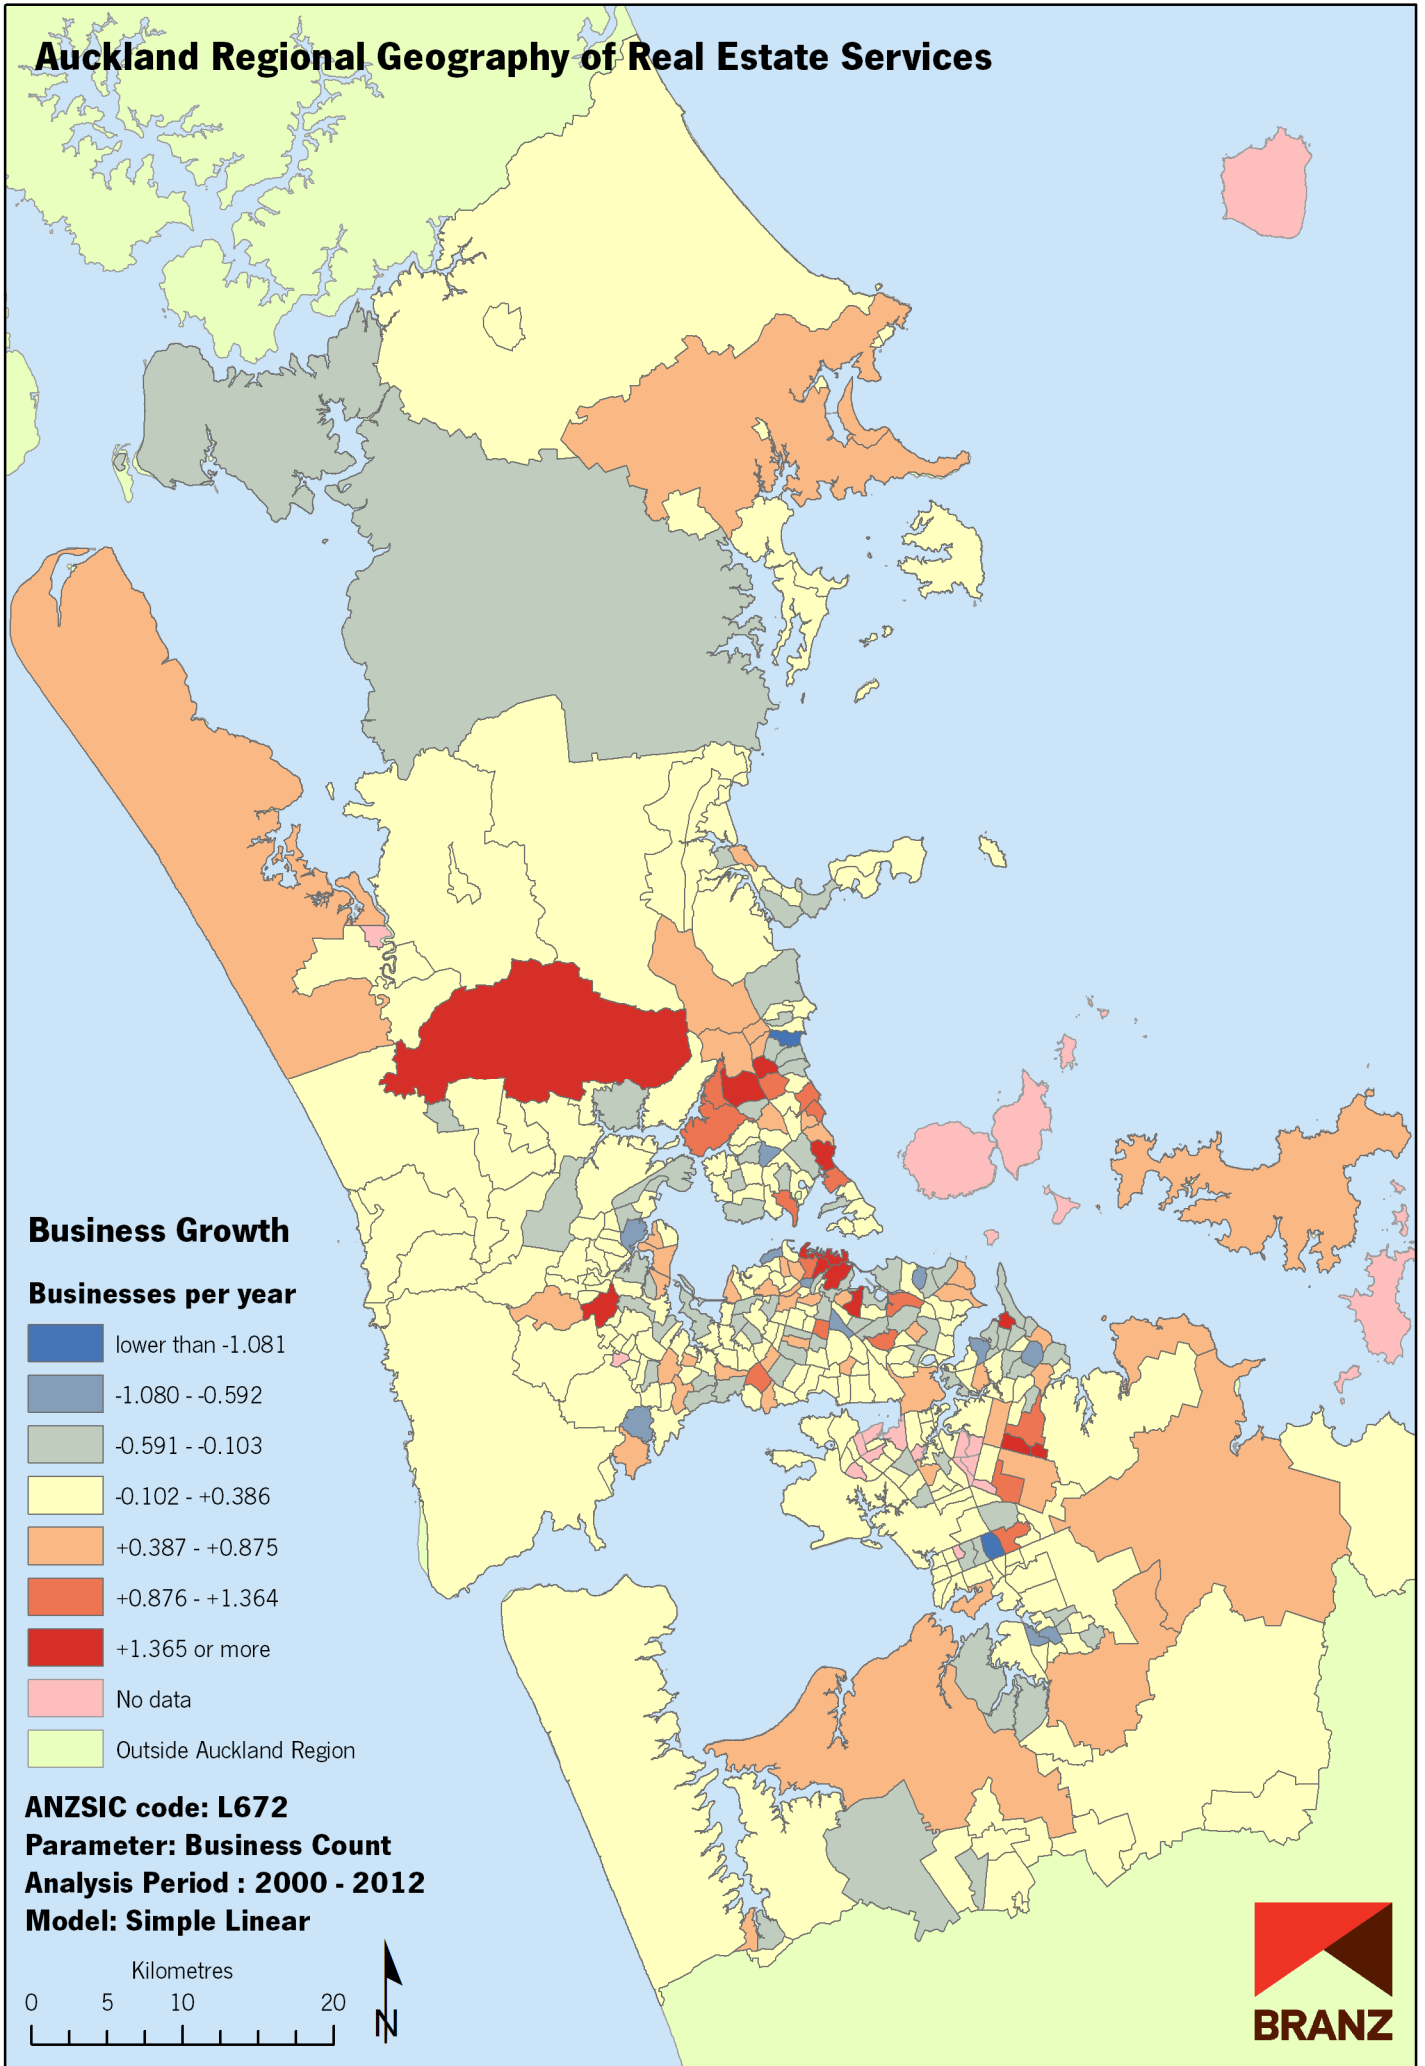 Auckland Regional Geography of Real Estate Services
Business Growth
Businesses per year
lower than -1.081
-1.080 - -0.592
-0.591 - -0.103
-0.102 - +0.386
+0.387 - +0.875
+0.876 - +1.364
+1.365 or more
No data
Outside Auckland Region
ANZSIC code: L672
Parameter: Business Count
Analysis Period : 2000 - 2012
Model: Simple Linear
Kilometres
0 5 10 20
N
BRANZ